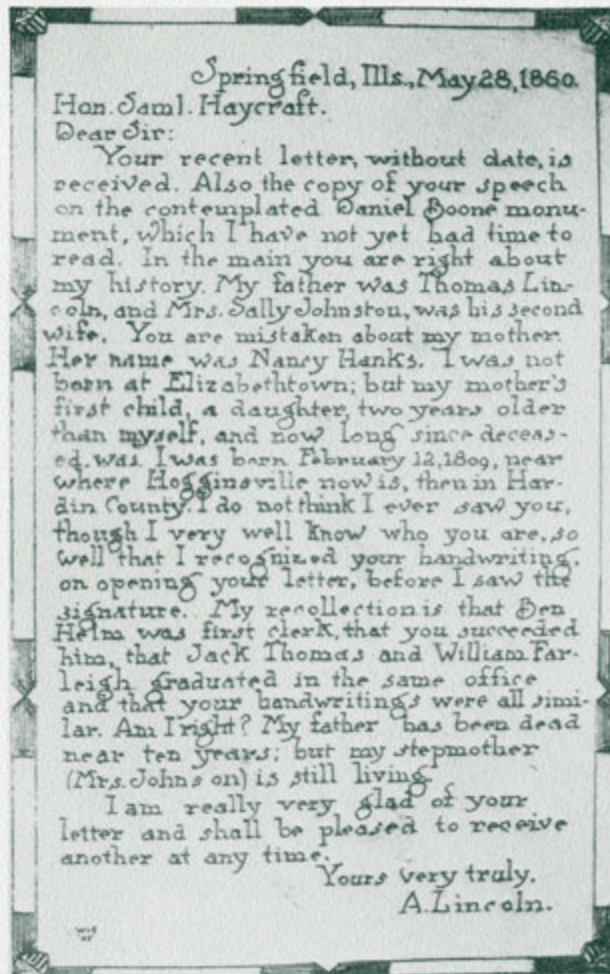 Springfield, Ills., May 28, 1860.
Hon. Saml. Haycraft.
Dear Sir:
Your recent letter, without date, is
received. Also the copy of your speech
on the contemplated Daniel Boone monu-
ment, which I have not yet had time to
read. In the main you are right about
my history. My father was Thomas Lin-
coln, and Mrs. Sally Johnston, was his second
wife. You are mistaken about my mother.
Her name was Nancy Hanks. I was not
born at Elizabethtown; but my mother's
first child, a daughter, two years older
than myself, and now long since deceas-
ed, was. I was born February 12, 1809, near
where Hogginsville now is, then in Har-
din County. I do not think I ever saw you,
though I very well know who you are, so
well that I recognized your handwriting,
on opening your letter, before I saw the
signature. My recollection is that Ben
Helm was first clerk, that you succeeded
him, that Jack Thomas and William Far-
leigh graduated in the same office
and that your handwritings were all simi-
lar. Am I right? My father has been dead
near ten years; but my stepmother
(Mrs. Johns on) is still living.
I am really very glad of your
letter and shall be pleased to receive
another at any time.
Yours very truly,
A. Lincoln.